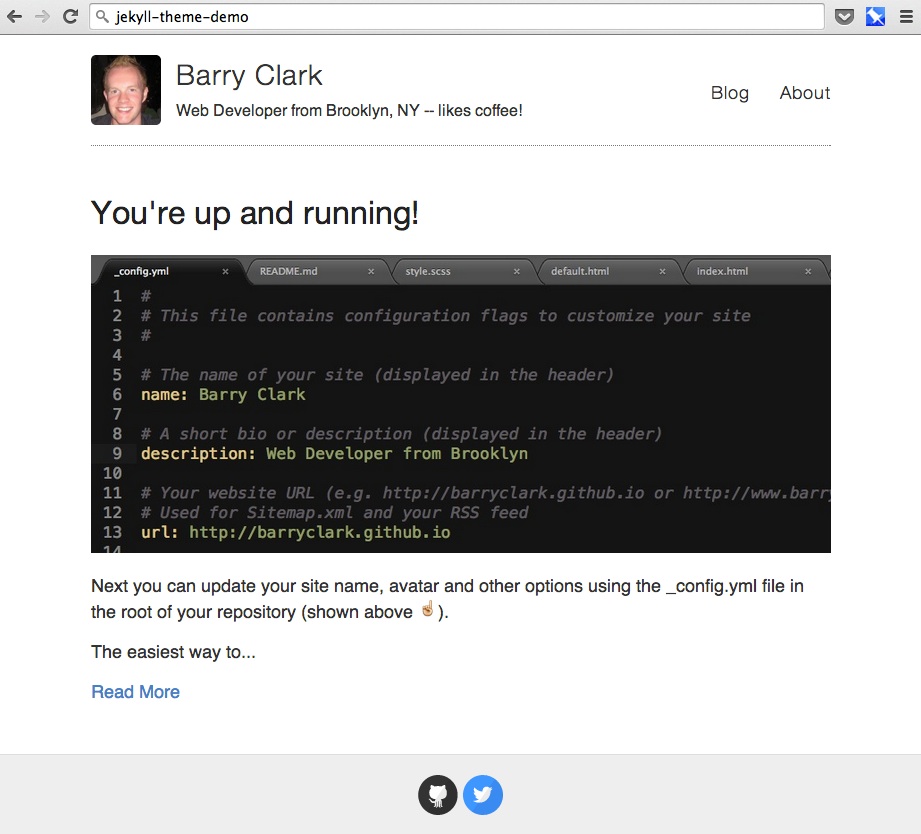 jekyll-theme-demo
Barry Clark
Web Developer from Brooklyn, NY -- likes coffee!
Blog About
You're up and running!
_config.yml × README.md × style.scss × default.html × index.html ×
1 #
2 # This file contains configuration flags to customize your site
3 #
4
5 # The name of your site (displayed in the header)
6 name: Barry Clark
7
8 # A short bio or description (displayed in the header)
9 description: Web Developer from Brooklyn
10
11 # Your website URL (e.g. http://barryclark.github.io or http://www.barry
12 # Used for Sitemap.xml and your RSS feed
13 url: http://barryclark.github.io
14
Next you can update your site name, avatar and other options using the _config.yml file in
the root of your repository (shown above ☝).
The easiest way to...
Read More